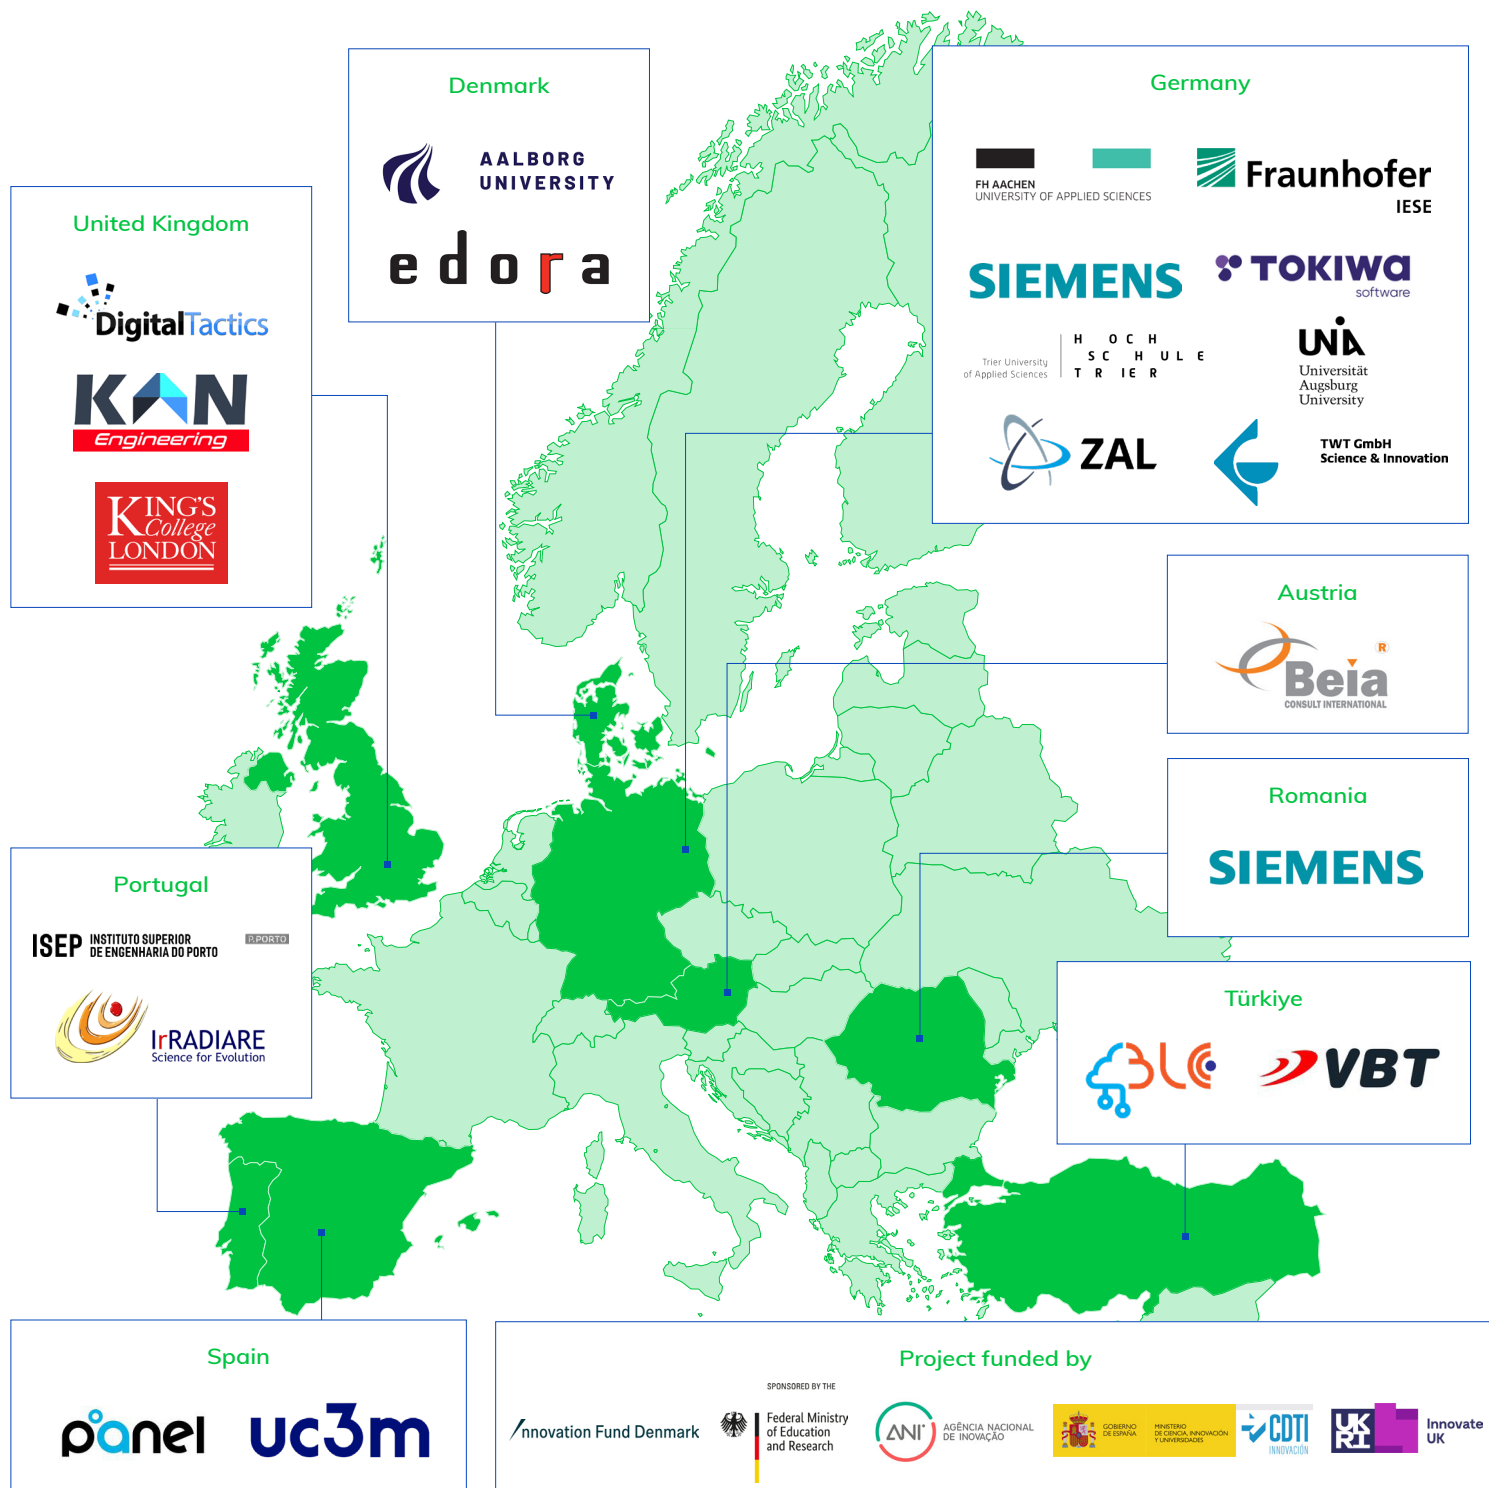 Denmark
AALBORG
UNIVERSITY
edora
Germany
FH AACHEN
UNIVERSITY OF APPLIED SCIENCES
Fraunhofer
IESE
SIEMENS
TOKIWA
software
Trier University
of Applied Sciences
HOCH
SCHULE
TRIER
UNIA
Universität
Augsburg
University
ZAL
TWT GmbH
Science & Innovation
United Kingdom
DigitalTactics
KAN
Engineering
KING'S
College
LONDON
Austria
Beia
R
CONSULT INTERNATIONAL
Romania
SIEMENS
Portugal
ISEP INSTITUTO SUPERIOR
DE ENGENHARIA DO PORTO
P.PORTO
IrRADIARE
Science for Evolution
Türkiye
BLC
VBT
Spain
panel
uc3m
Project funded by
Innovation Fund Denmark
SPONSORED BY THE
Federal Ministry
of Education
and Research
ANI
AGÊNCIA NACIONAL
DE INOVAÇÃO
GOBIERNO
DE ESPAÑA
MINISTERIO
DE CIENCIA, INNOVACIÓN
Y UNIVERSIDADES
CDTI
INNOVACIÓN
UK
RI
Innovate
UK